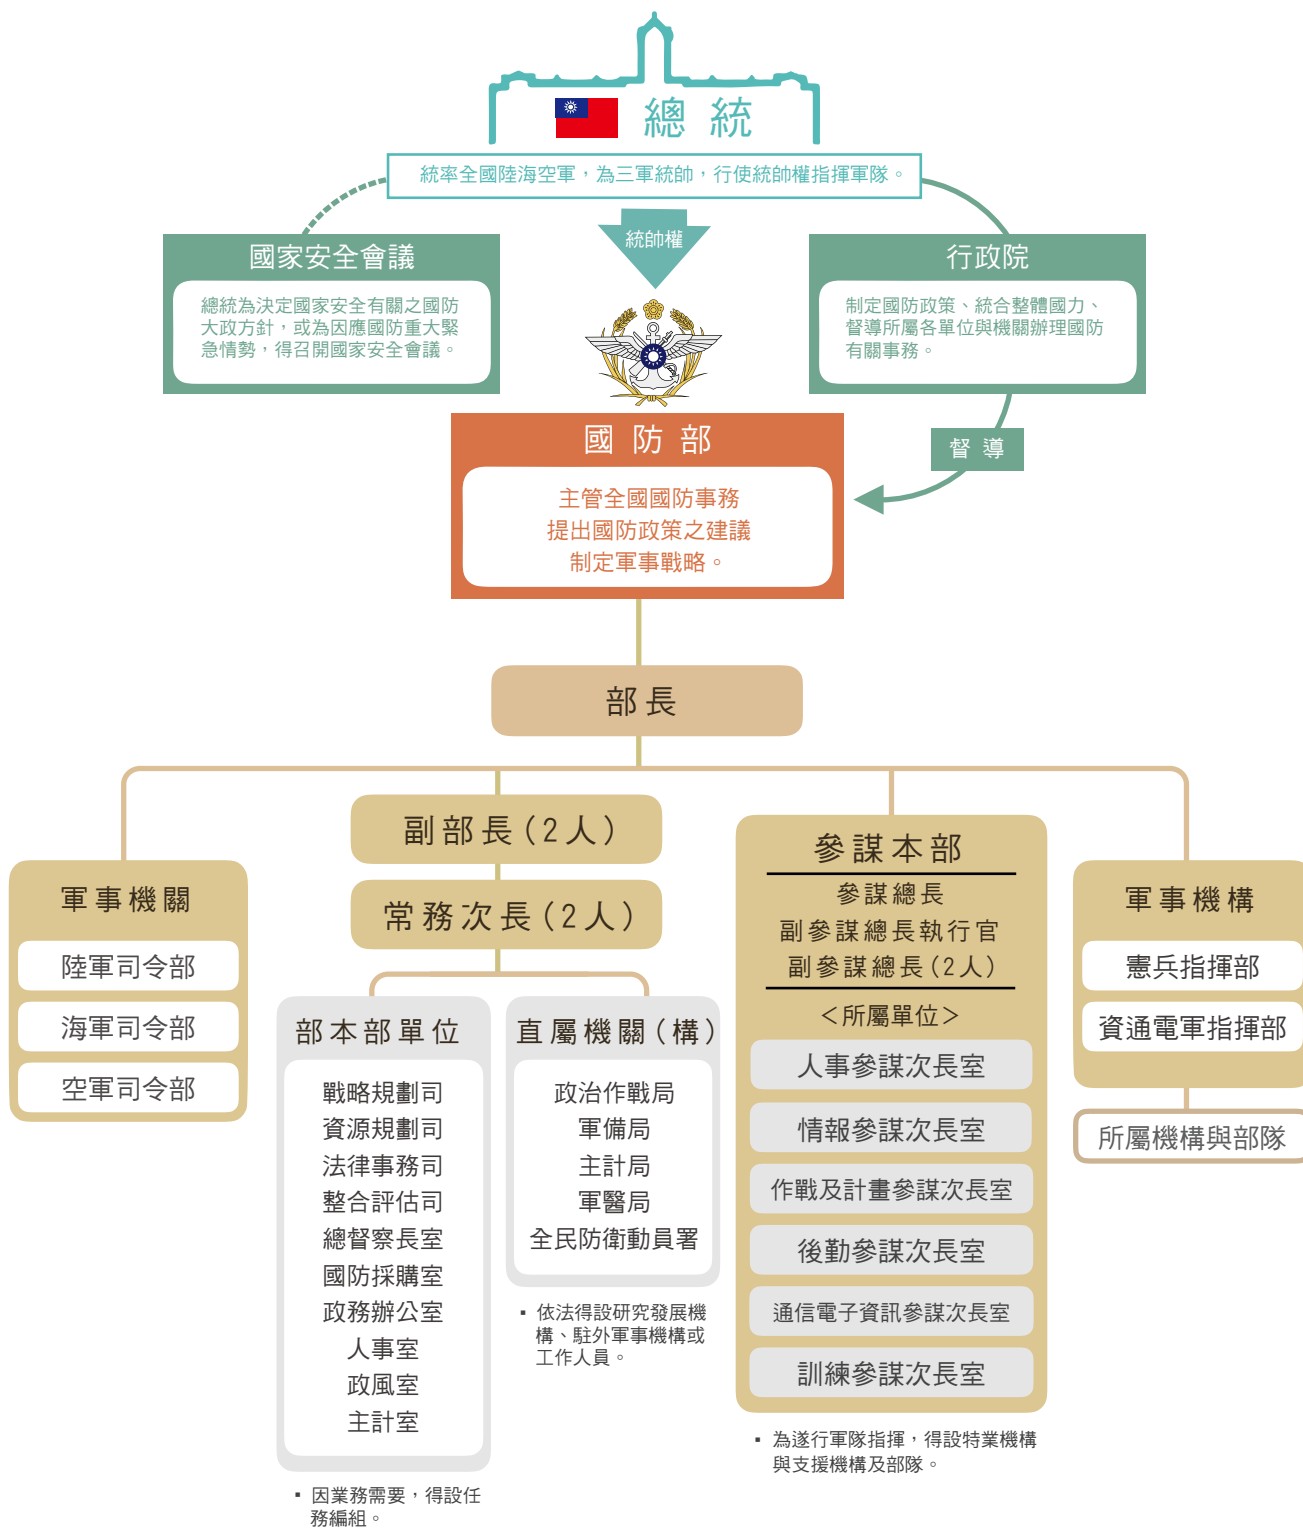 總統
統率全國陸海空軍，為三軍統帥，行使統帥權指揮軍隊。
統帥權
國家安全會議
總統為決定國家安全有關之國防
大政方針，或為因應國防重大緊
急情勢，得召開國家安全會議。
行政院
制定國防政策、統合整體國力、
督導所屬各單位與機關辦理國防
有關事務。
督導
國防部
主管全國國防事務
提出國防政策之建議
制定軍事戰略。
部長
軍事機關
陸軍司令部
海軍司令部
空軍司令部
副部長(2人)
常務次長(2人)
部本部單位
戰略規劃司
資源規劃司
法律事務司
整合評估司
總督察長室
國防採購室
政務辦公室
人事室
政風室
主計室
▪ 因業務需要，得設任
務編組。
直屬機關(構)
政治作戰局
軍備局
主計局
軍醫局
全民防衛動員署
▪ 依法得設研究發展機
構、駐外軍事機構或
工作人員。
參謀本部
參謀總長
副參謀總長執行官
副參謀總長(2人)
＜所屬單位＞
人事參謀次長室
情報參謀次長室
作戰及計畫參謀次長室
後勤參謀次長室
通信電子資訊參謀次長室
訓練參謀次長室
▪ 為遂行軍隊指揮，得設特業機構
與支援機構及部隊。
軍事機構
憲兵指揮部
資通電軍指揮部
所屬機構與部隊